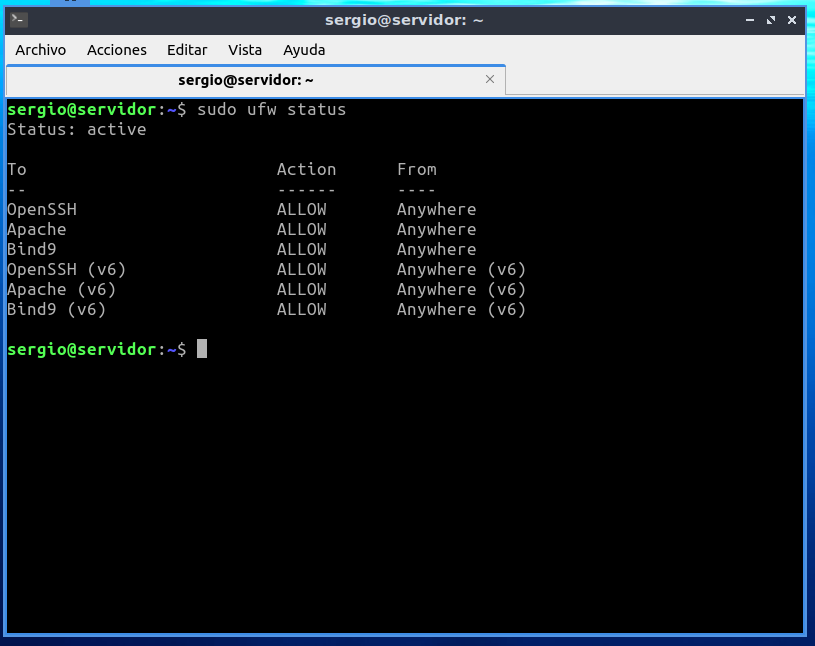 sergio@servidor: ~
Archivo Acciones Editar Vista Ayuda
sergio@servidor: ~
sergio@servidor:~$ sudo ufw status
Status: active
To Action From
-- ------ ----
OpenSSH ALLOW Anywhere
Apache ALLOW Anywhere
Bind9 ALLOW Anywhere
OpenSSH (v6) ALLOW Anywhere (v6)
Apache (v6) ALLOW Anywhere (v6)
Bind9 (v6) ALLOW Anywhere (v6)
sergio@servidor:~$